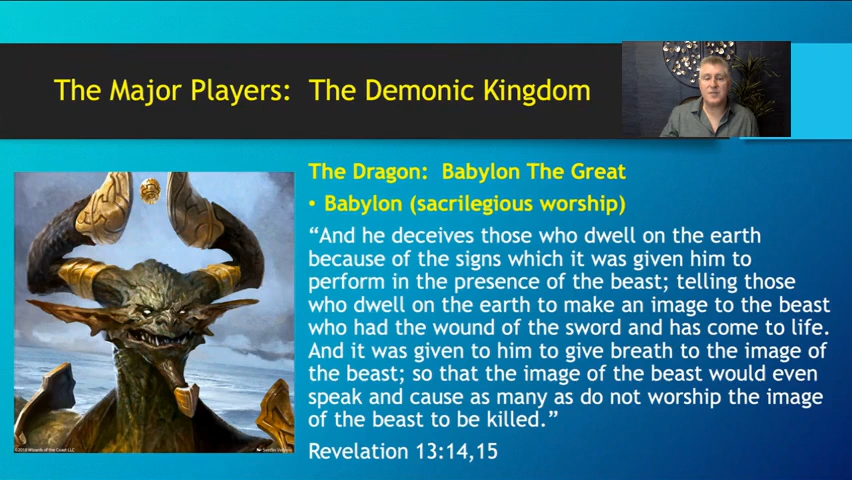 The Major Players:  The Demonic Kingdom
The Dragon:  Babylon The Great
• Babylon (sacrilegious worship)
“And he deceives those who dwell on the earth
because of the signs which it was given him to
perform in the presence of the beast; telling those
who dwell on the earth to make an image to the beast
who had the wound of the sword and has come to life.
And it was given to him to give breath to the image of
the beast; so that the image of the beast would even
speak and cause as many as do not worship the image
of the beast to be killed.”
Revelation 13:14,15
©2018 Wizards of the Coast LLC